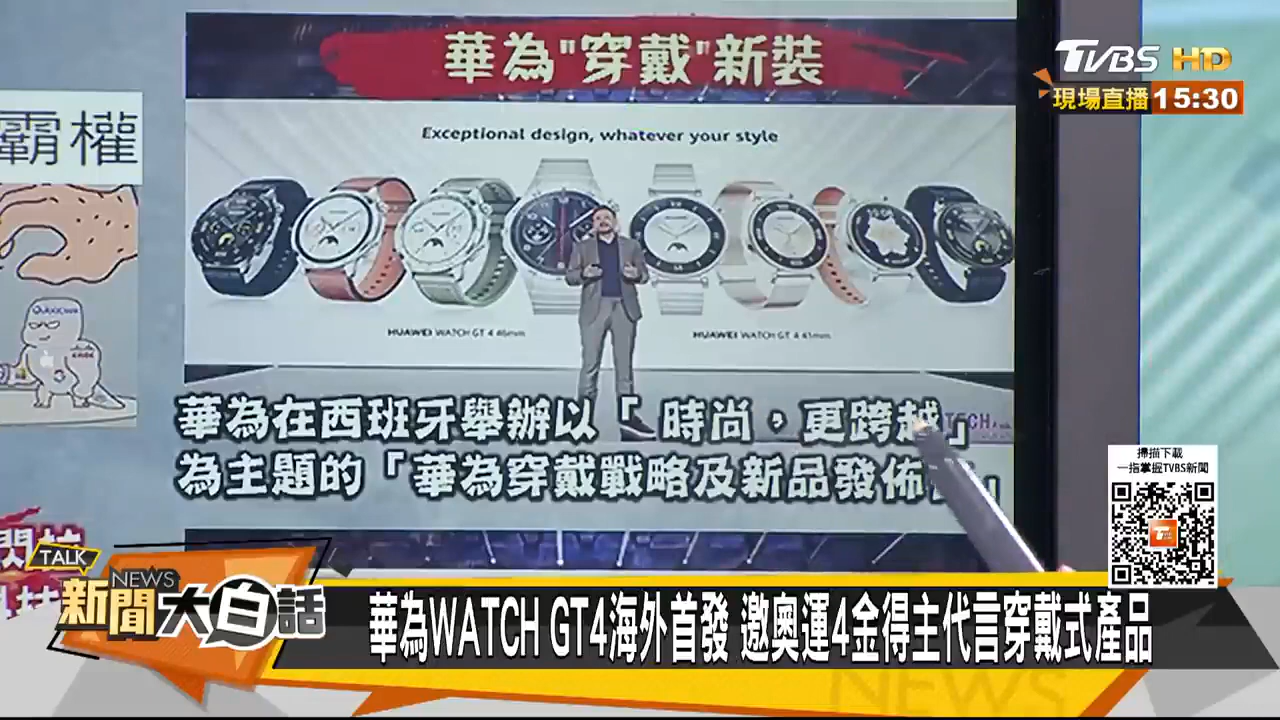 TVBS HD
現場直播 15:30
霸權
華為"穿戴"新裝
Exceptional design, whatever your style
HUAWEI WATCH GT 4 46mm
HUAWEI WATCH GT 4 41mm
華為在西班牙舉辦以「時尚,更跨越」
為主題的「華為穿戴戰略及新品發佈
TECH
掃描下載
一指掌握TVBS新聞
TALK
NEWS
新聞大白話
華為WATCH GT4海外首發 邀奧運4金得主代言穿戴式產品
NEWS